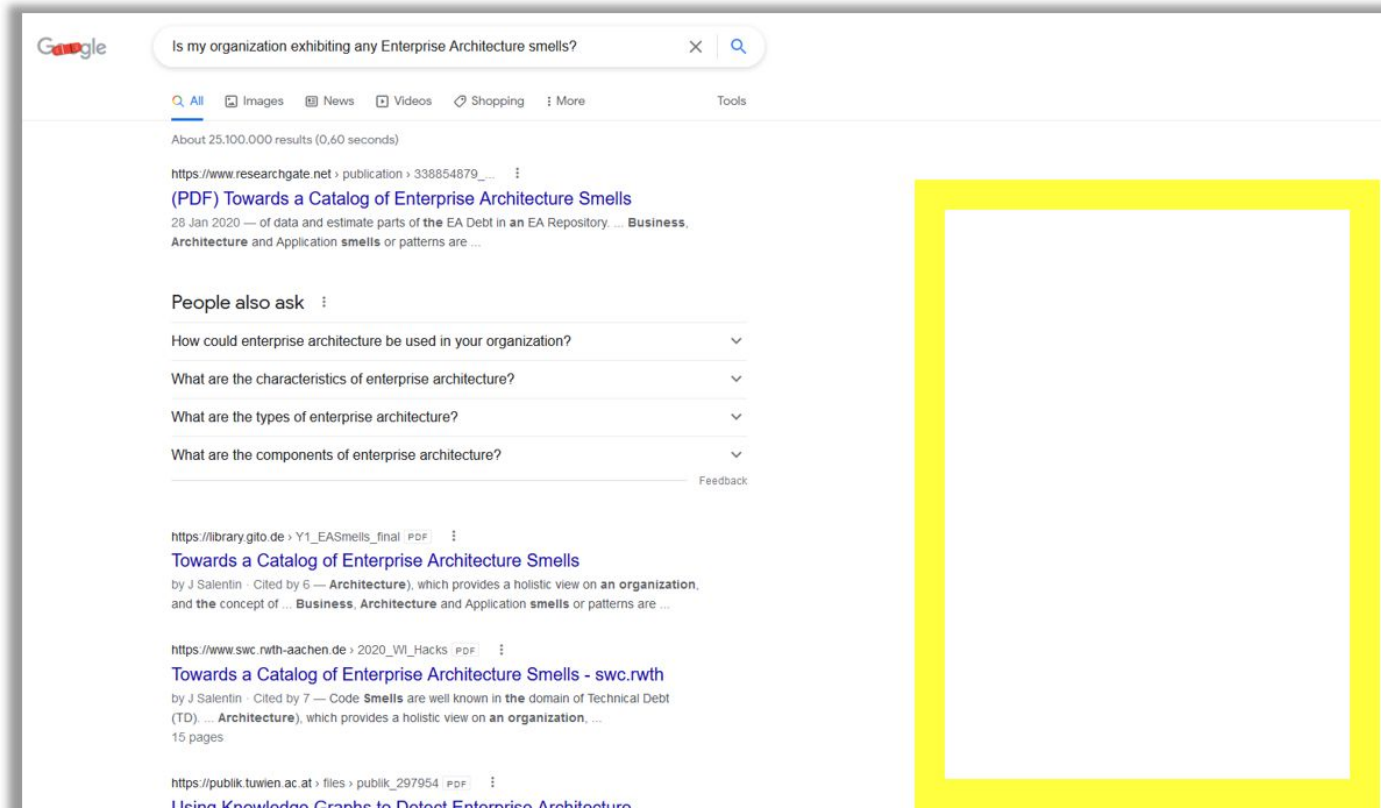 Google
Is my organization exhibiting any Enterprise Architecture smells?
All Images News Videos Shopping More Tools
About 25.100.000 results (0,60 seconds)
https://www.researchgate.net › publication › 338854879_...
(PDF) Towards a Catalog of Enterprise Architecture Smells
28 Jan 2020 — of data and estimate parts of the EA Debt in an EA Repository. ... Business,
Architecture and Application smells or patterns are ...
People also ask
How could enterprise architecture be used in your organization?
What are the characteristics of enterprise architecture?
What are the types of enterprise architecture?
What are the components of enterprise architecture?
Feedback
https://library.gito.de › Y1_EASmells_final PDF
Towards a Catalog of Enterprise Architecture Smells
by J Salentin · Cited by 6 — Architecture), which provides a holistic view on an organization,
and the concept of ... Business, Architecture and Application smells or patterns are ...
https://www.swc.rwth-aachen.de › 2020_WI_Hacks PDF
Towards a Catalog of Enterprise Architecture Smells - swc.rwth
by J Salentin · Cited by 7 — Code Smells are well known in the domain of Technical Debt
(TD). ... Architecture), which provides a holistic view on an organization, ...
15 pages
https://publik.tuwien.ac.at › files › publik_297954 PDF
Using Knowledge Graphs to Detect Enterprise Architecture